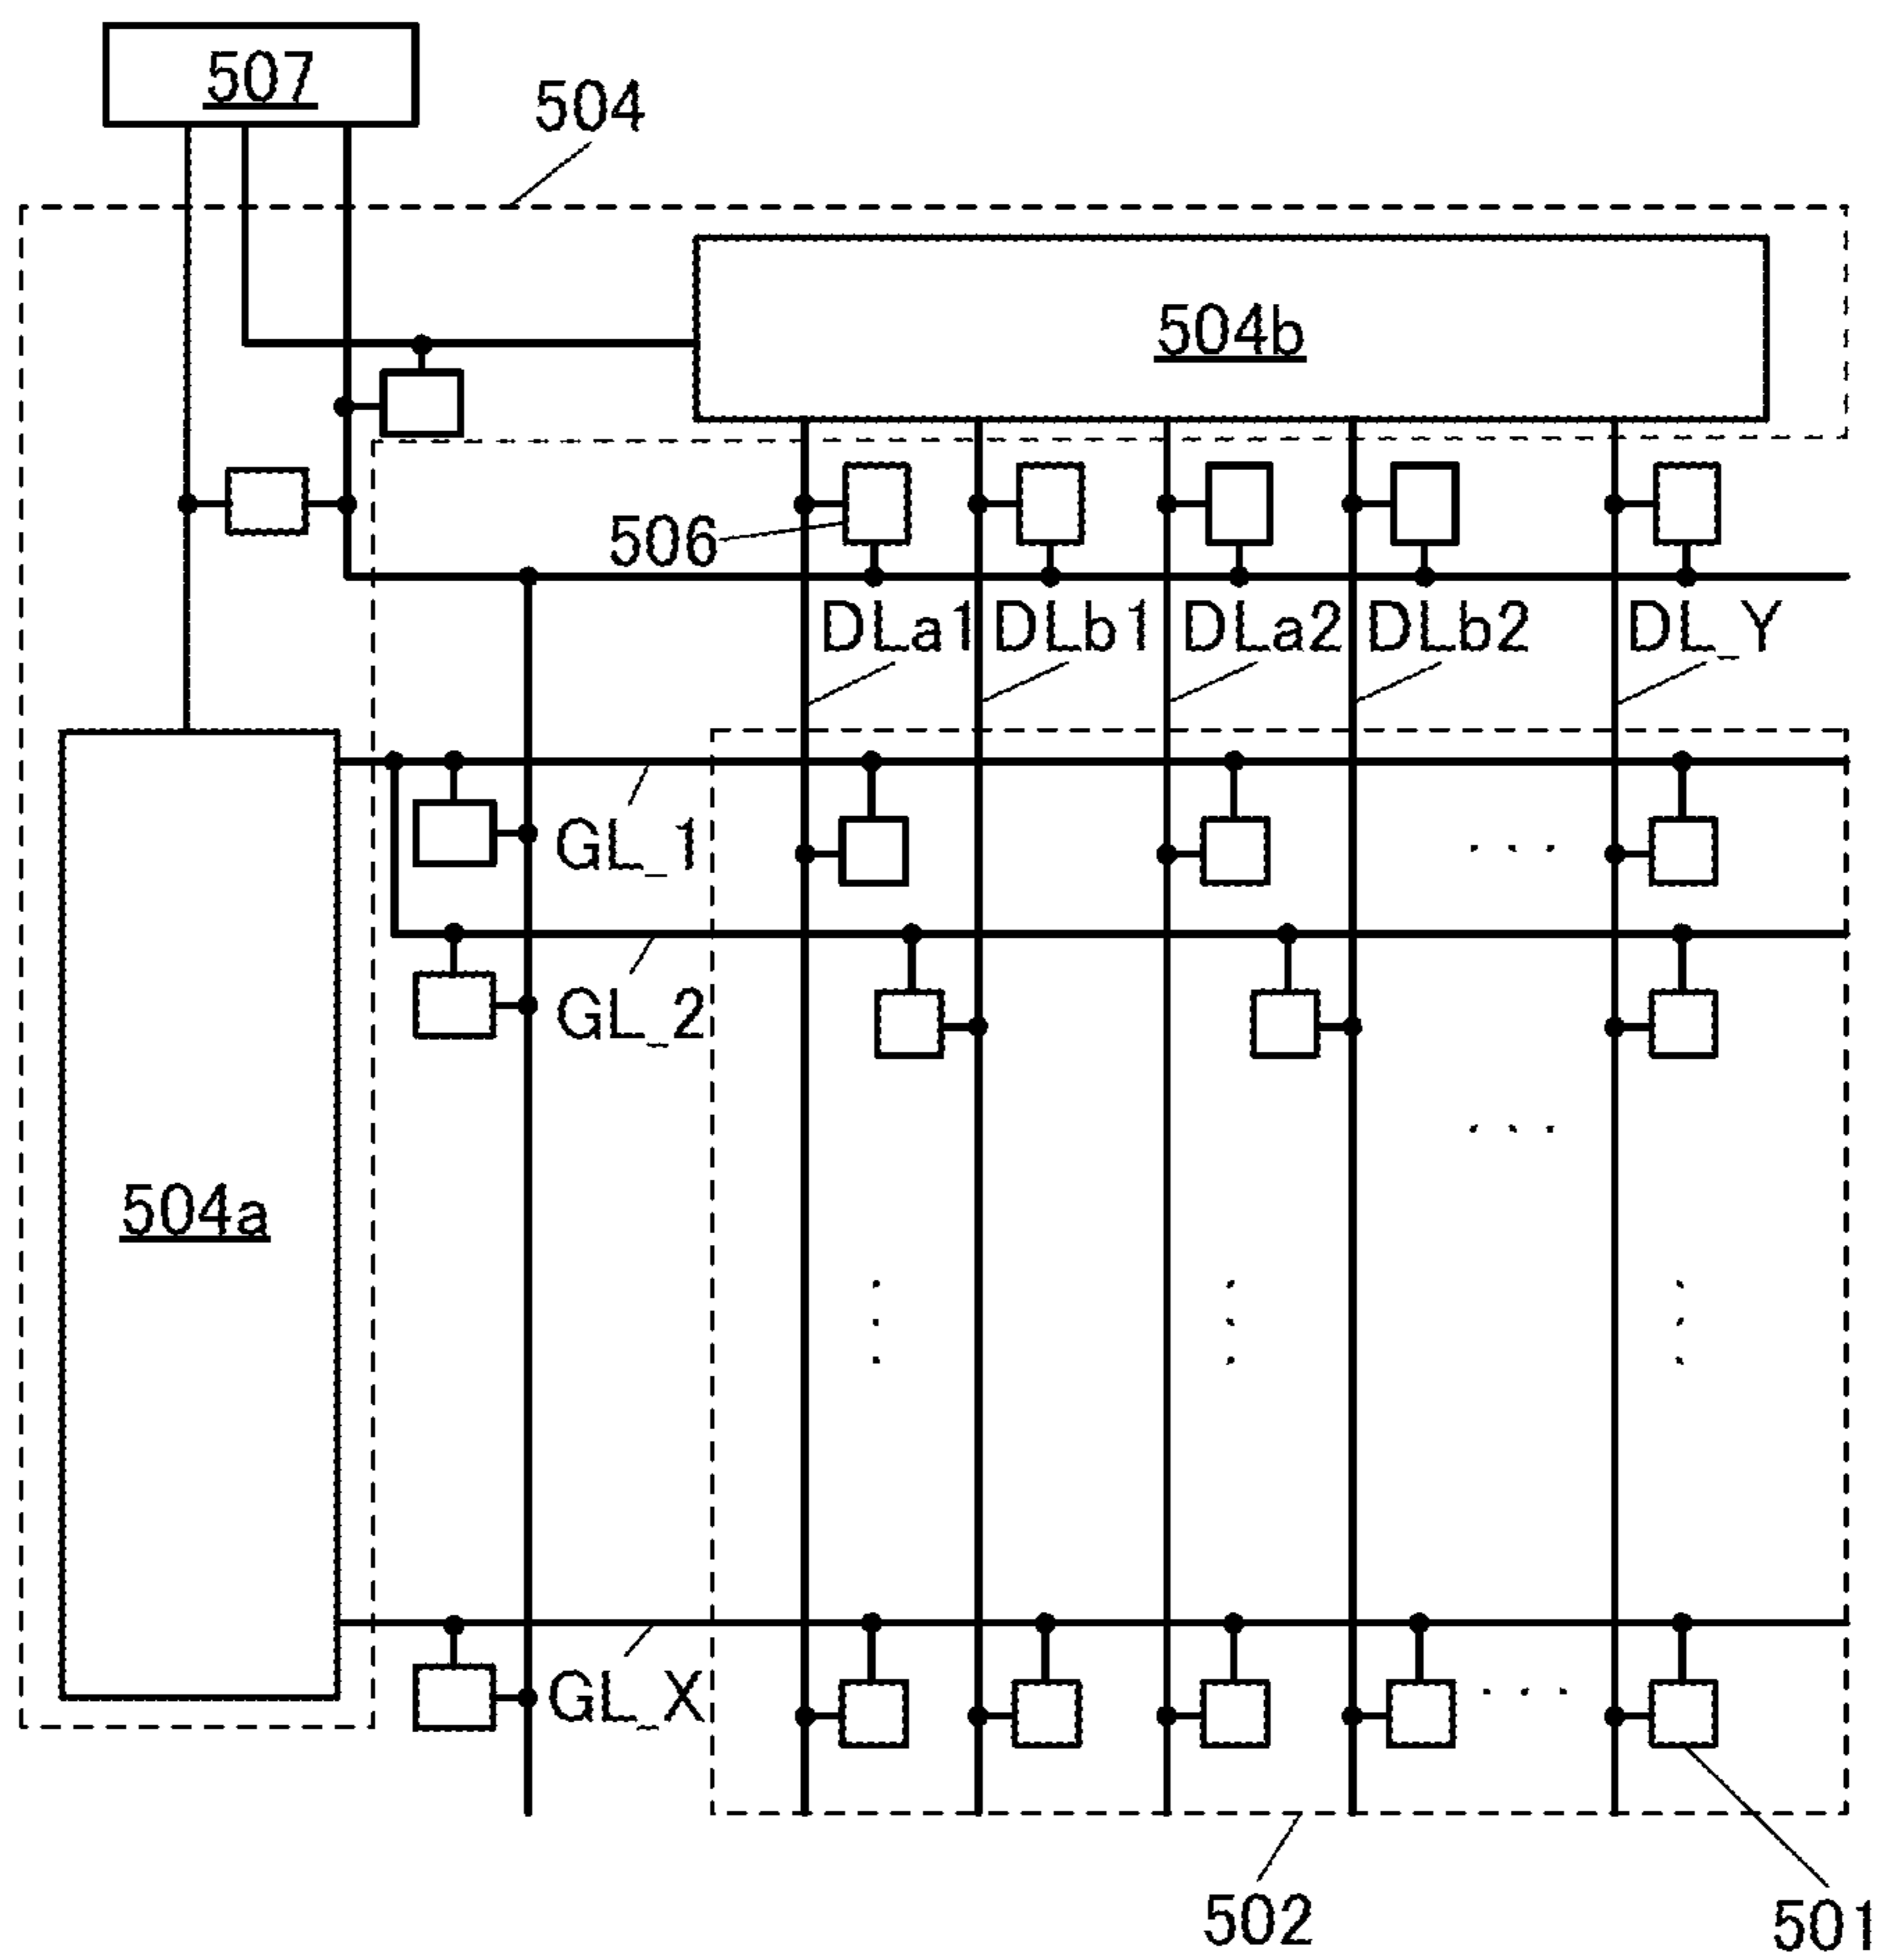 507
504
504b
506
DLa1 DLb1 DLa2 DLb2 DL_Y
GL_1
GL_2
504a
GL_X
502
501